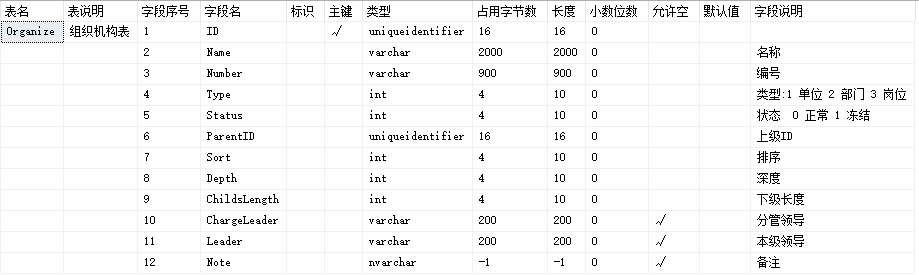 表名 表说明 字段序号 字段名 标识 主键 类型 占用字节数 长度 小数位数 允许空 默认值 字段说明
Organize 组织机构表 1 ID √ uniqueidentifier 16 16 0
2 Name varchar 2000 2000 0 名称
3 Number varchar 900 900 0 编号
4 Type int 4 10 0 类型:1 单位 2 部门 3 岗位
5 Status int 4 10 0 状态 0 正常 1 冻结
6 ParentID uniqueidentifier 16 16 0 上级ID
7 Sort int 4 10 0 排序
8 Depth int 4 10 0 深度
9 ChildsLength int 4 10 0 下级长度
10 ChargeLeader varchar 200 200 0 √ 分管领导
11 Leader varchar 200 200 0 √ 本级领导
12 Note nvarchar -1 -1 0 √ 备注